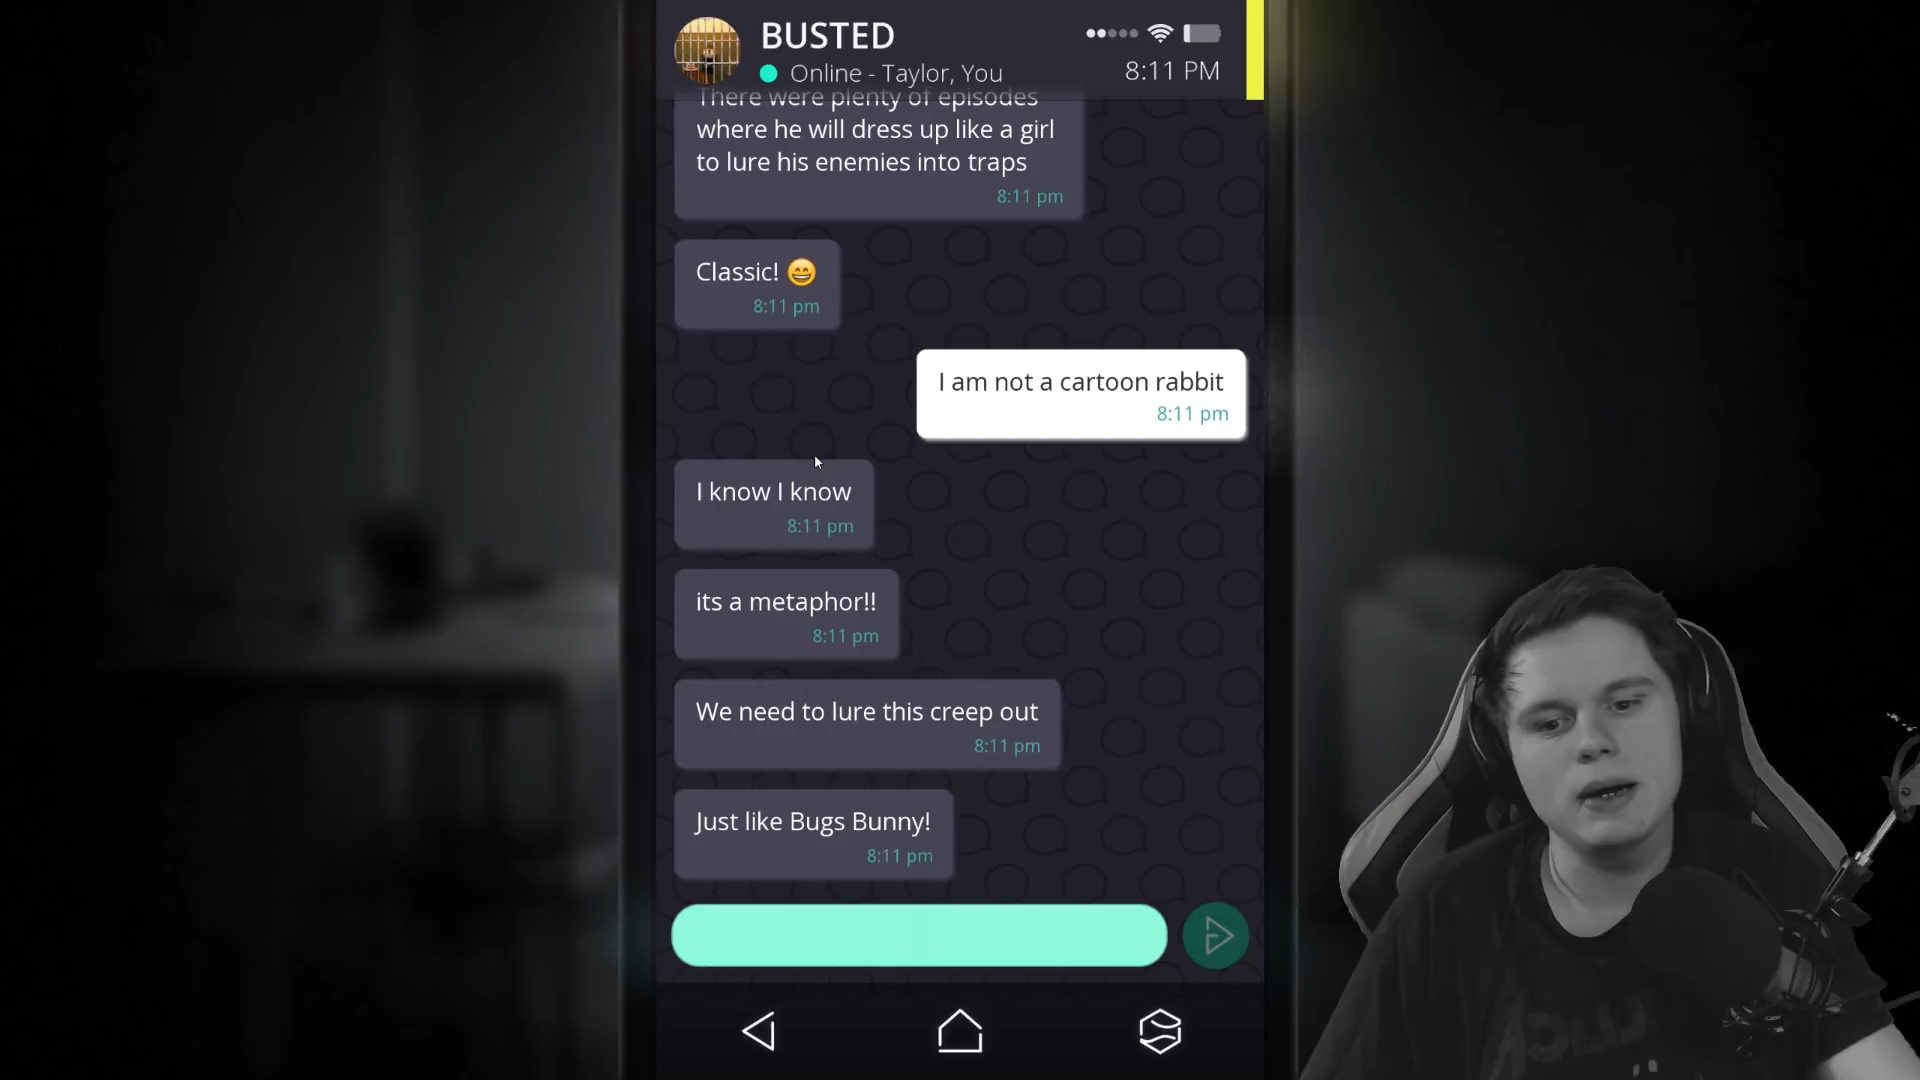 BUSTED
Online - Taylor, You
8:11 PM
There were plenty of episodes
where he will dress up like a girl
to lure his enemies into traps
8:11 pm
Classic! 😄
8:11 pm
I am not a cartoon rabbit
8:11 pm
I know I know
8:11 pm
its a metaphor!!
8:11 pm
We need to lure this creep out
8:11 pm
Just like Bugs Bunny!
8:11 pm